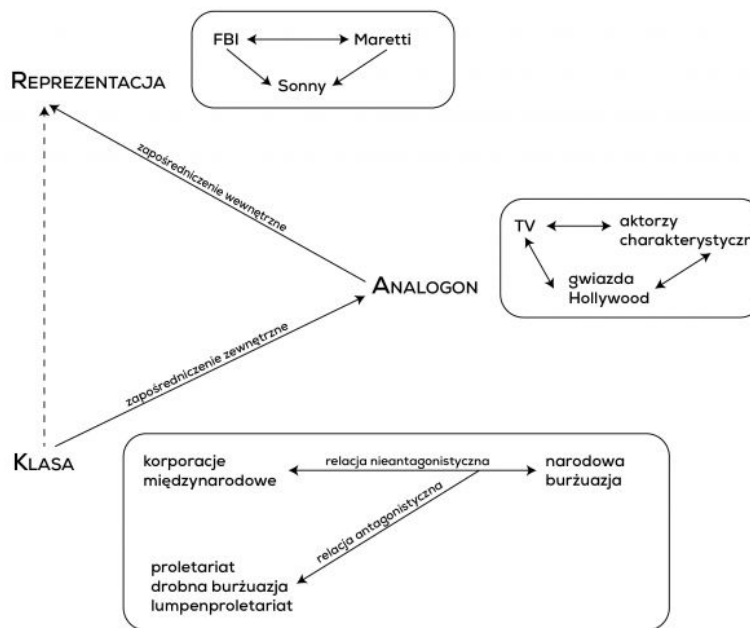 FBI Maretti
Sonny
REPREZENTACJA
zapośredniczenie wewnętrzne
TV aktorzy
charakterystyczn
gwiazda
Hollywood
ANALOGON
zapośredniczenie zewnętrzne
KLASA
korporacje
międzynarodowe
relacja nieantagonistyczna
narodowa
burżuazja
relacja antagonistyczna
proletariat
drobna burżuazja
lumpenproletariat